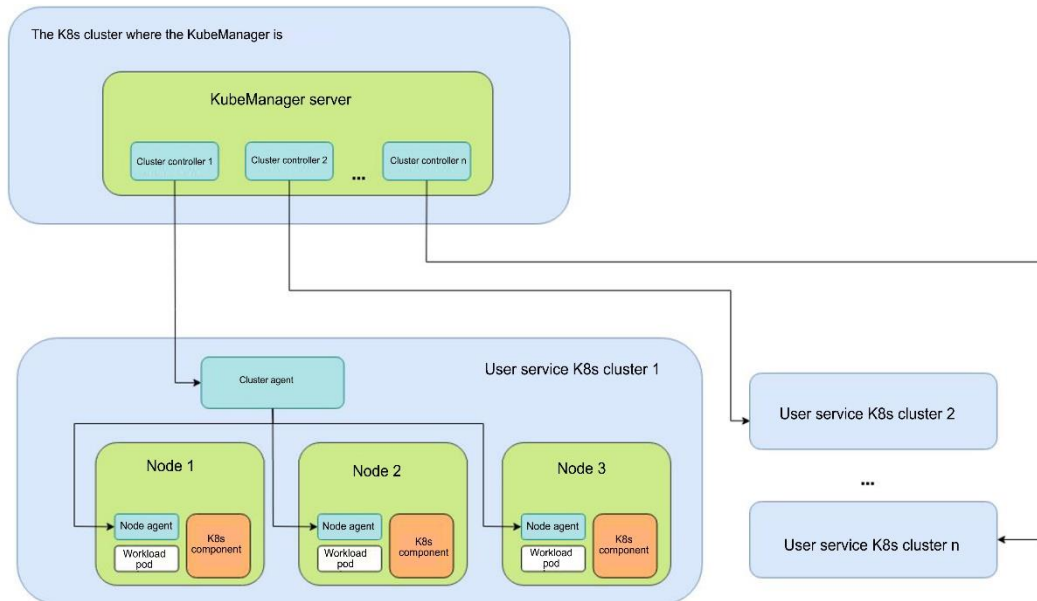 The K8s cluster where the KubeManager is
KubeManager server
Cluster controller 1
Cluster controller 2
...
Cluster controller n
User service K8s cluster 1
Cluster agent
Node 1
Node agent
Workload
pod
K8s
component
Node 2
Node agent
Workload
pod
K8s
component
Node 3
Node agent
Workload
pod
K8s
component
User service K8s cluster 2
...
User service K8s cluster n